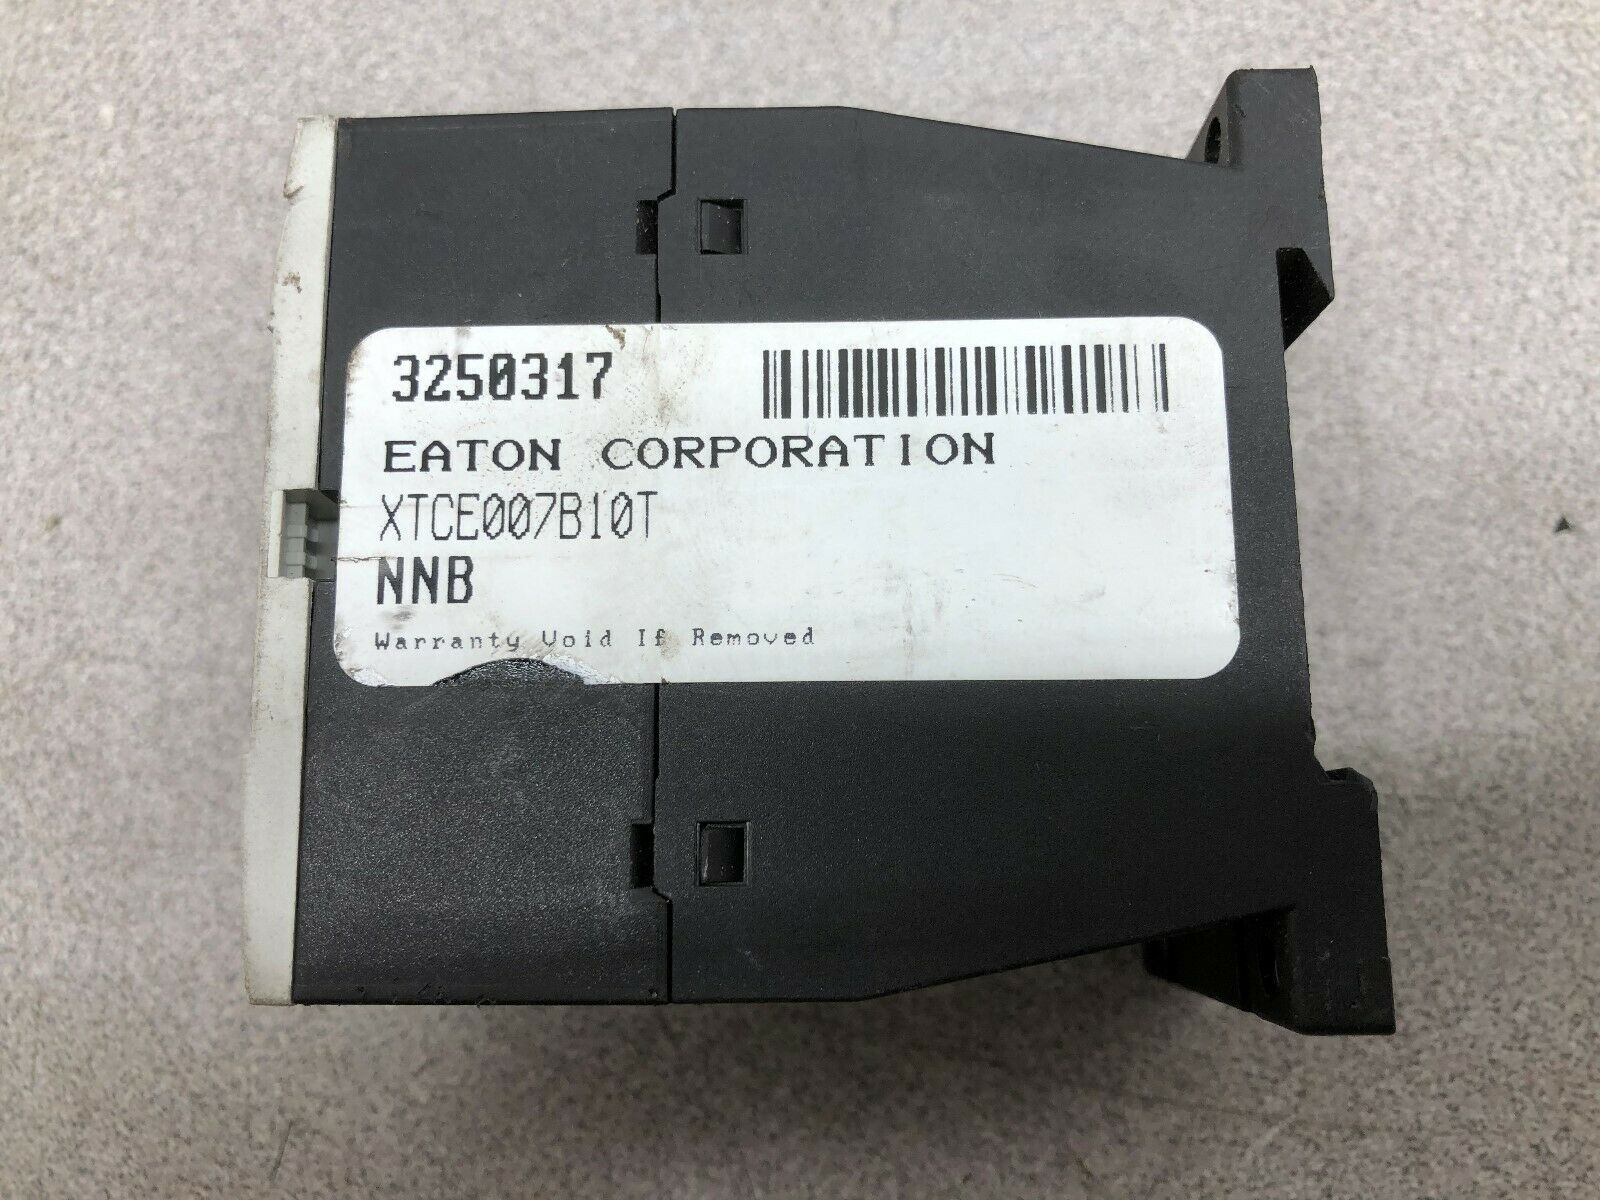 3250317
EATON CORPORATION
XTCE007B10T
NNB
Warranty Void If Removed